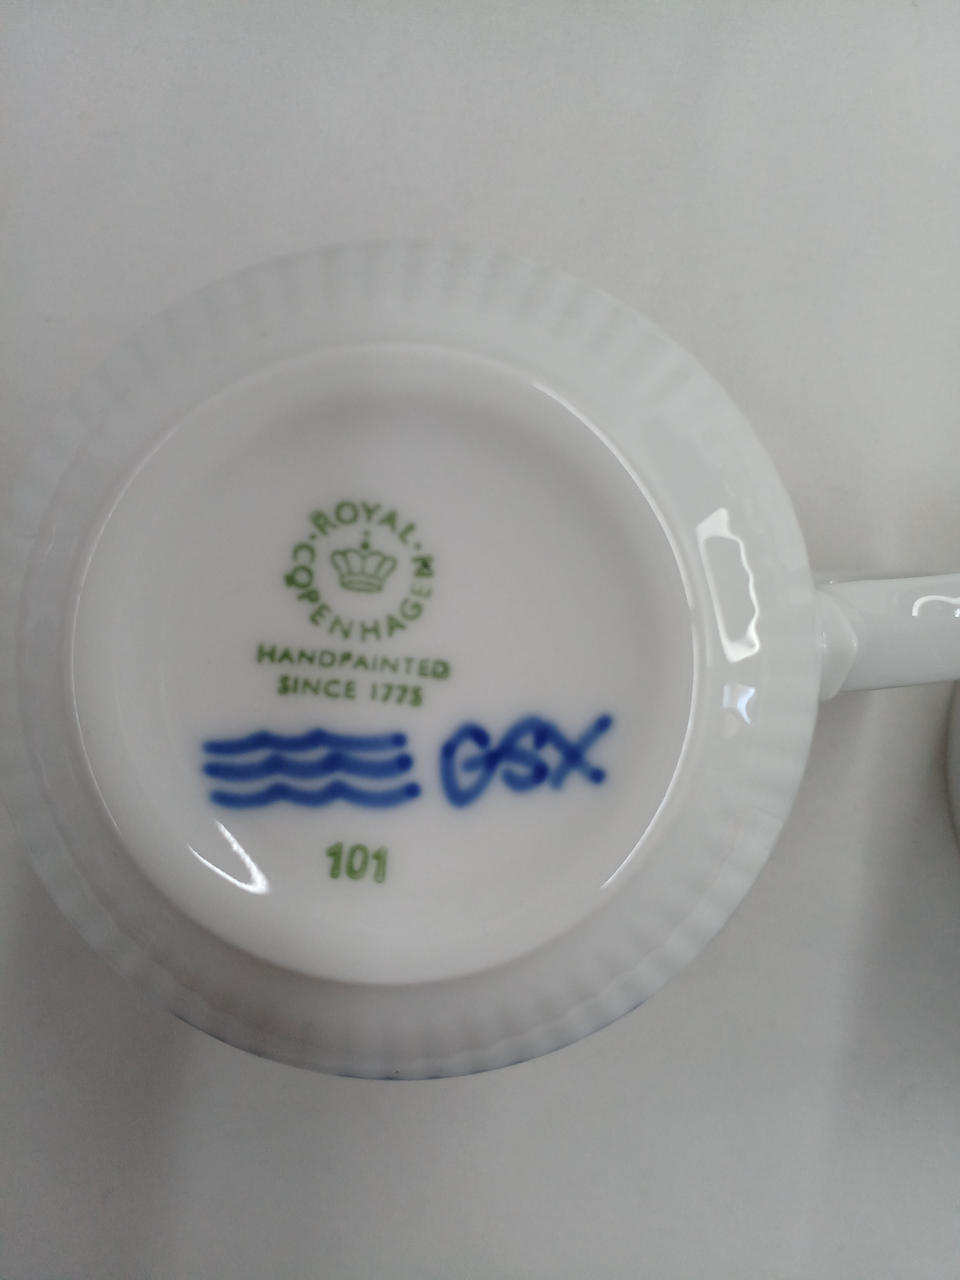 ROYAL COPENHAGEN
HANDPAINTED
SINCE 1775
GSX
101